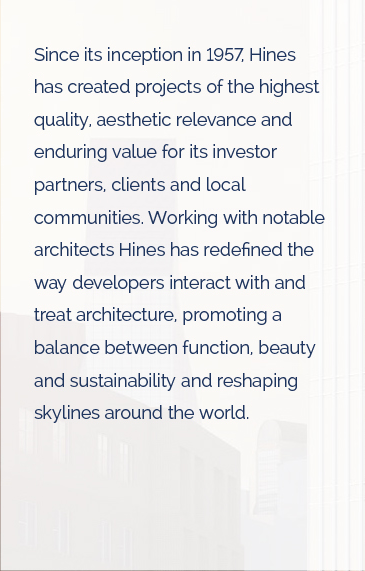 Since its inception in 1957, Hines
has created projects of the highest
quality, aesthetic relevance and
enduring value for its investor
partners, clients and local
communities. Working with notable
architects Hines has redefined the
way developers interact with and
treat architecture, promoting a
balance between function, beauty
and sustainability and reshaping
skylines around the world.